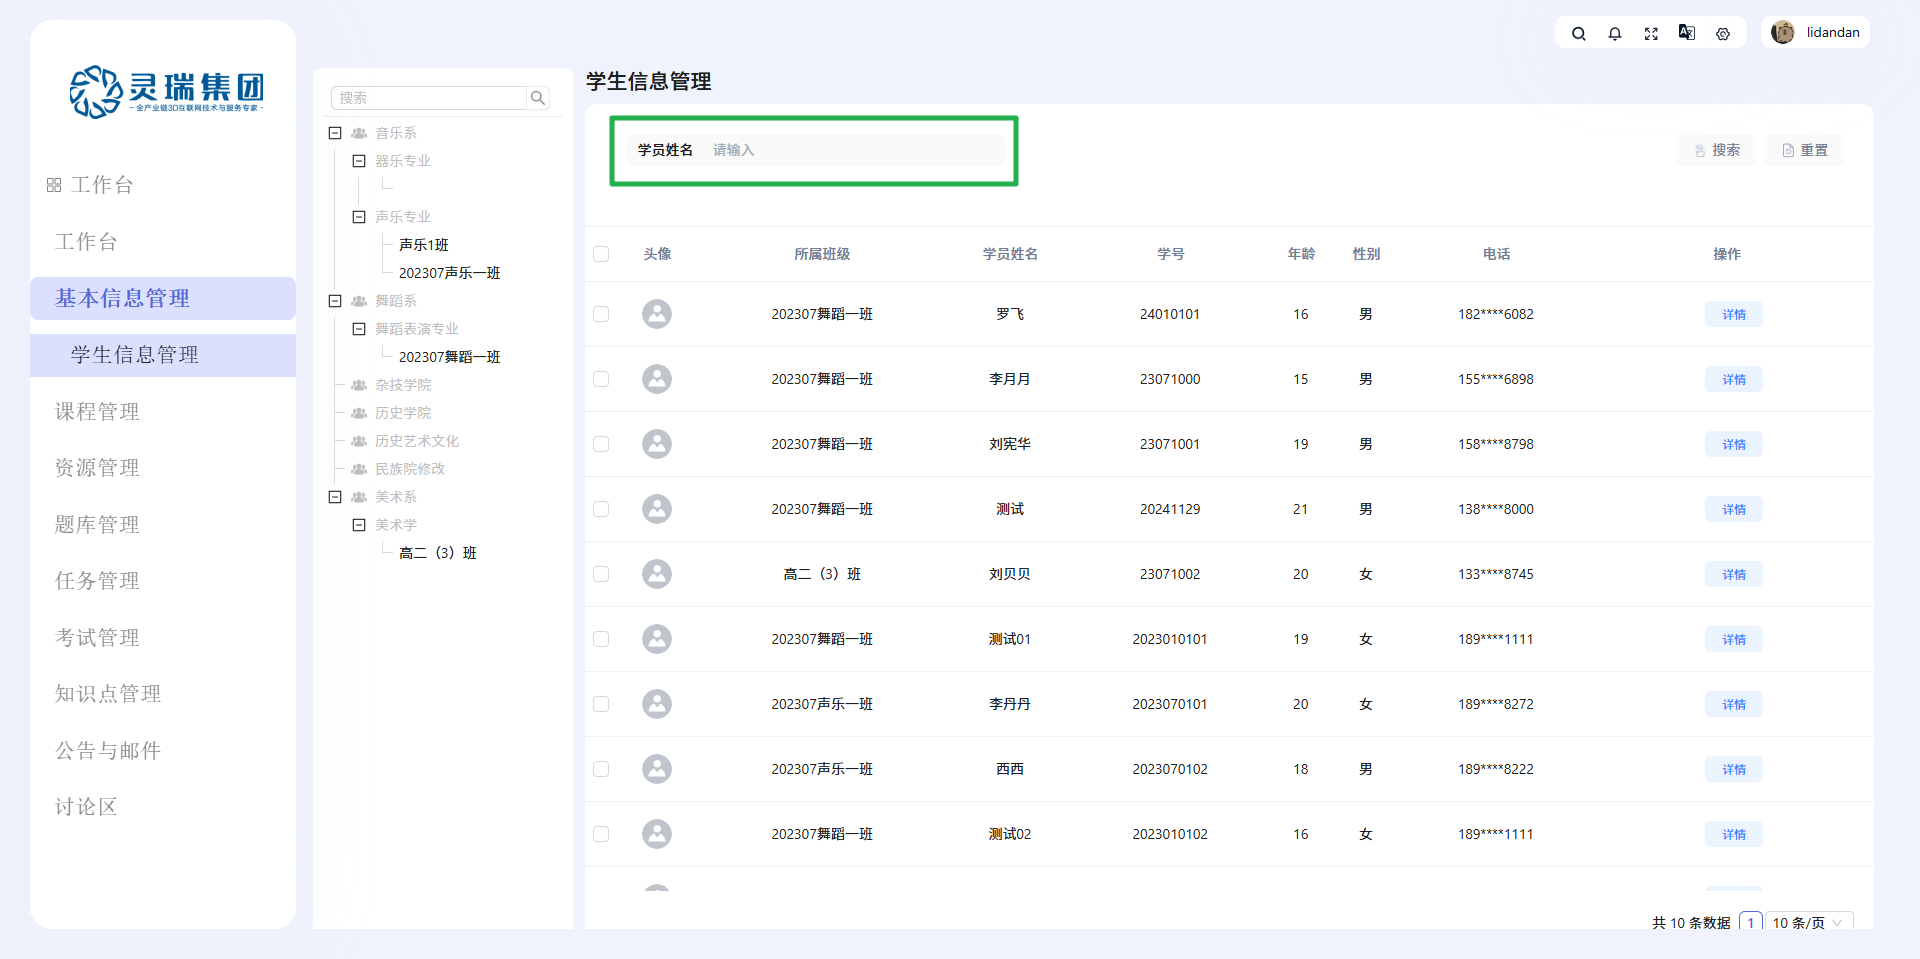 灵瑞集团
-全产业链3D互联网技术与服务专家-
lidandan
工作台
工作台
基本信息管理
学生信息管理
课程管理
资源管理
题库管理
任务管理
考试管理
知识点管理
公告与邮件
讨论区
搜索
音乐系
器乐专业
声乐专业
声乐1班
202307声乐一班
舞蹈系
舞蹈表演专业
202307舞蹈一班
杂技学院
历史学院
历史艺术文化
民族院修改
美术系
美术学
高二（3）班
学生信息管理
学员姓名 请输入 搜索 重置
头像 所属班级 学员姓名 学号 年龄 性别 电话 操作
202307舞蹈一班 罗飞 24010101 16 男 182****6082 详情
202307舞蹈一班 李月月 23071000 15 男 155****6898 详情
202307舞蹈一班 刘宪华 23071001 19 男 158****8798 详情
202307舞蹈一班 测试 20241129 21 男 138****8000 详情
高二（3）班 刘贝贝 23071002 20 女 133****8745 详情
202307舞蹈一班 测试01 2023010101 19 女 189****1111 详情
202307声乐一班 李丹丹 2023070101 20 女 189****8272 详情
202307声乐一班 西西 2023070102 18 男 189****8222 详情
202307舞蹈一班 测试02 2023010102 16 女 189****1111 详情
共 10 条数据 1 10 条/页